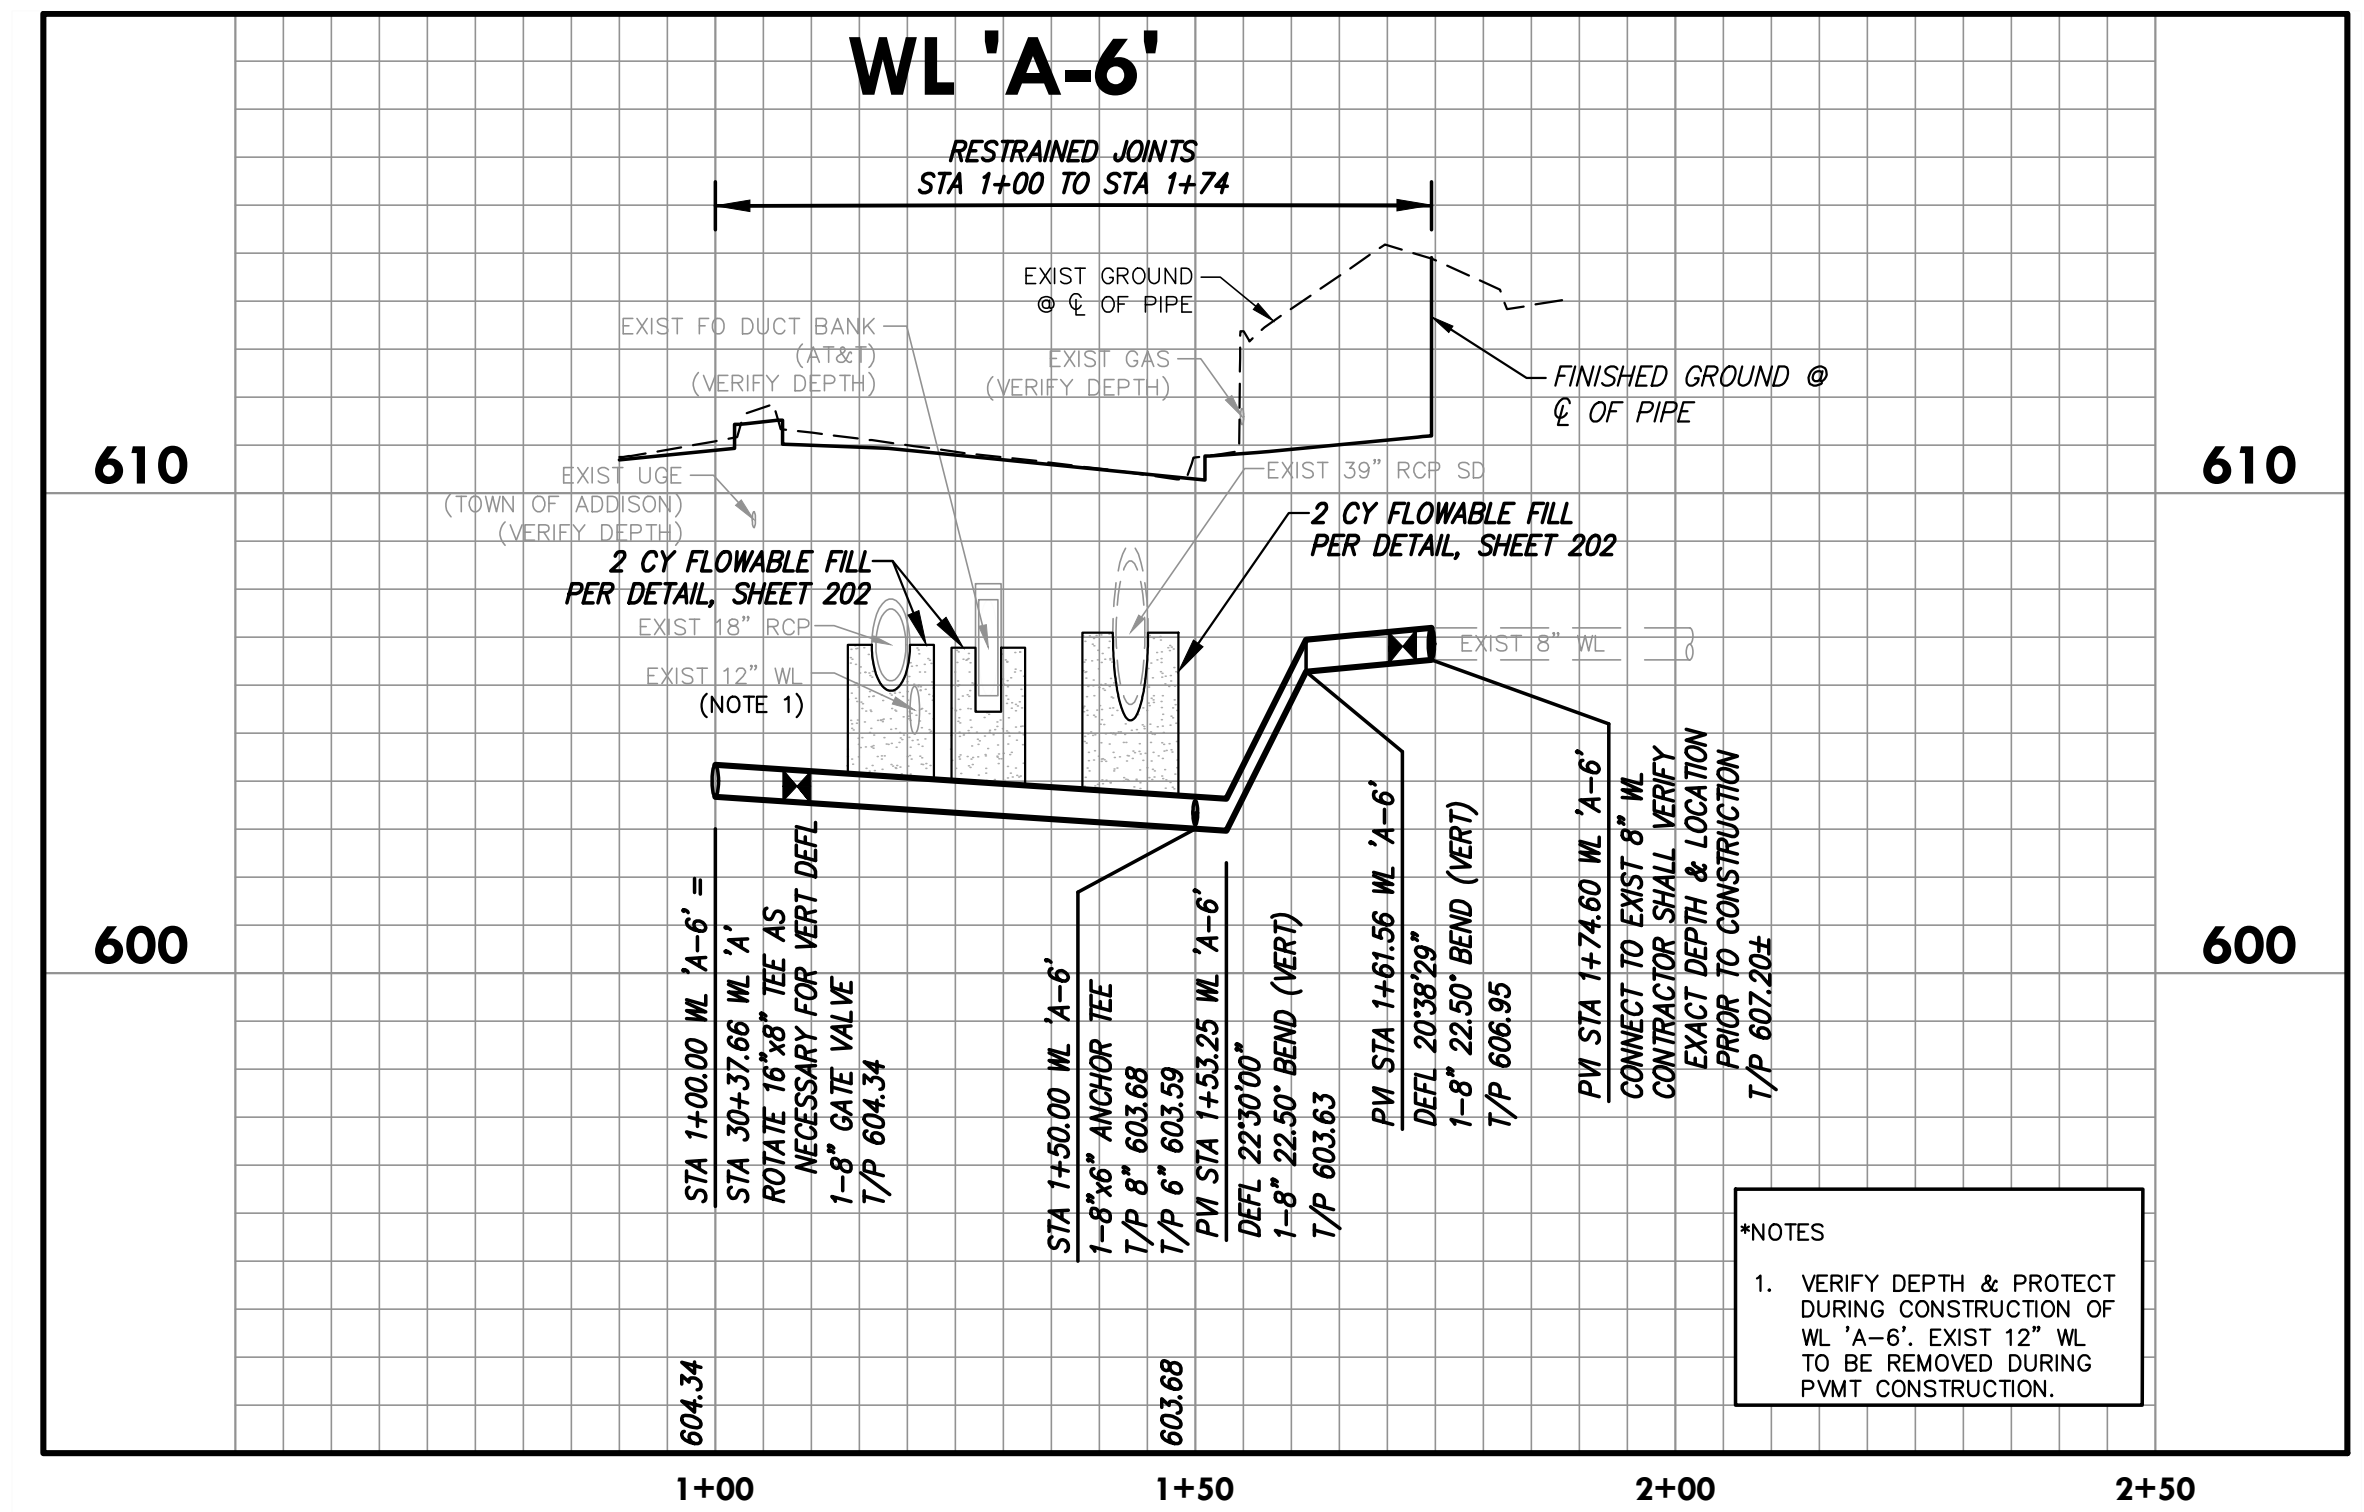 WL 'A-6'
RESTRAINED JOINTS
STA 1+00 TO STA 1+74
EXIST GROUND
@ ℄ OF PIPE
EXIST FO DUCT BANK
(AT&T)
(VERIFY DEPTH)
EXIST GAS
(VERIFY DEPTH)
FINISHED GROUND @
℄ OF PIPE
610
610
EXIST UGE
(TOWN OF ADDISON)
(VERIFY DEPTH)
EXIST 39" RCP SD
2 CY FLOWABLE FILL
PER DETAIL, SHEET 202
2 CY FLOWABLE FILL
PER DETAIL, SHEET 202
EXIST 18" RCP
EXIST 12" WL
(NOTE 1)
EXIST 8" WL
600
600
STA 1+00.00 WL 'A-6' =
STA 30+37.66 WL 'A'
ROTATE 16"x8" TEE AS
NECESSARY FOR VERT DEFL
1-8" GATE VALVE
T/P 604.34
STA 1+50.00 WL 'A-6'
1-8"x6" ANCHOR TEE
T/P 8" 603.68
T/P 6" 603.59
PVI STA 1+53.25 WL 'A-6'
DEFL 22°30'00"
1-8" 22.50° BEND (VERT)
T/P 603.63
PVI STA 1+61.56 WL 'A-6'
DEFL 20°38'29"
1-8" 22.50° BEND (VERT)
T/P 606.95
PVI STA 1+74.60 WL 'A-6'
CONNECT TO EXIST 8" WL
CONTRACTOR SHALL VERIFY
EXACT DEPTH & LOCATION
PRIOR TO CONSTRUCTION
T/P 607.20±
*NOTES
1. VERIFY DEPTH & PROTECT
DURING CONSTRUCTION OF
WL 'A-6'. EXIST 12" WL
TO BE REMOVED DURING
PVMT CONSTRUCTION.
604.34
603.68
1+00
1+50
2+00
2+50